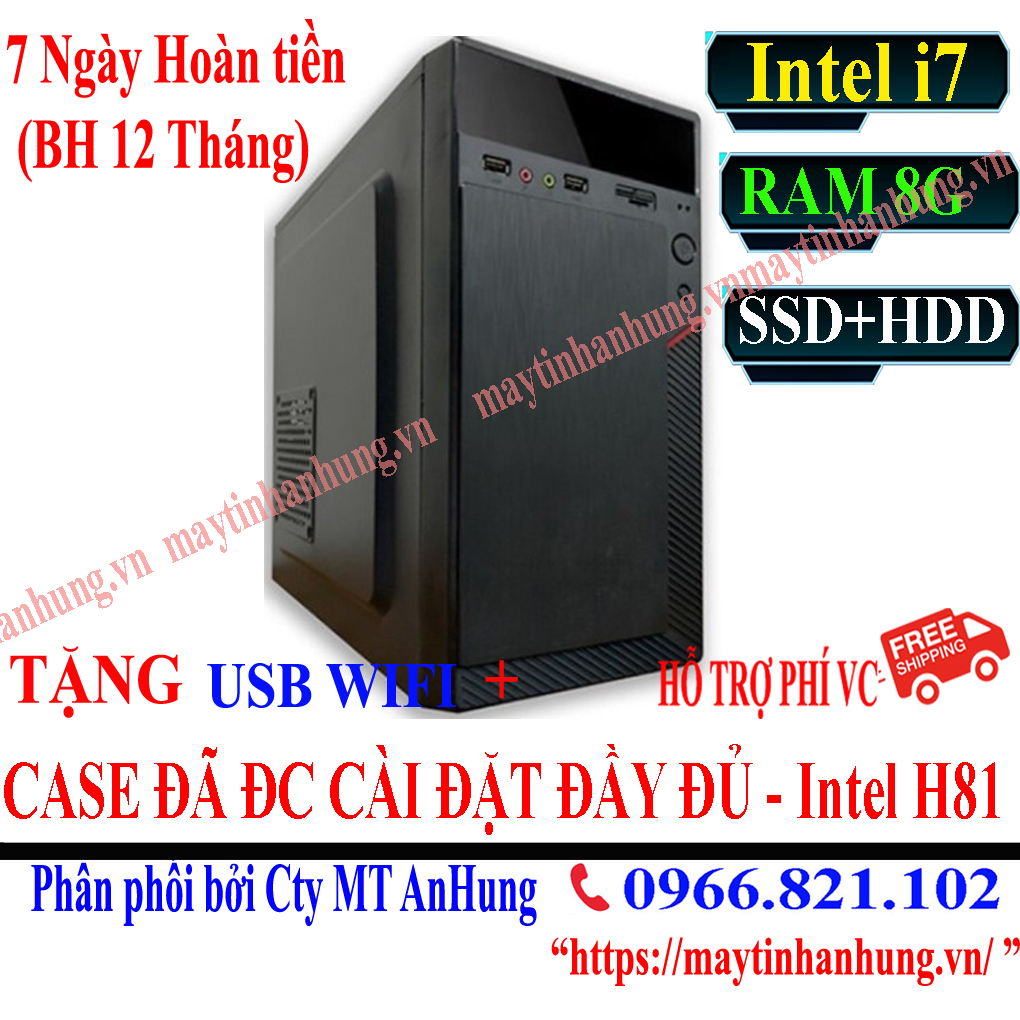 7 Ngày Hoàn tiền
(BH 12 Tháng)
Intel i7
RAM 8G
SSD+HDD
anhung.vn maytinhanhung.vn maytinhanhung.vnmaytinhanhung.vn
TẶNG USB WIFI +
HỖ TRỢ PHÍ VC
FREE
SHIPPING
CASE ĐÃ ĐC CÀI ĐẶT ĐẦY ĐỦ - Intel H81
Phân phôi bởi Cty MT AnHung
0966.821.102
“https://maytinhanhung.vn/ ”